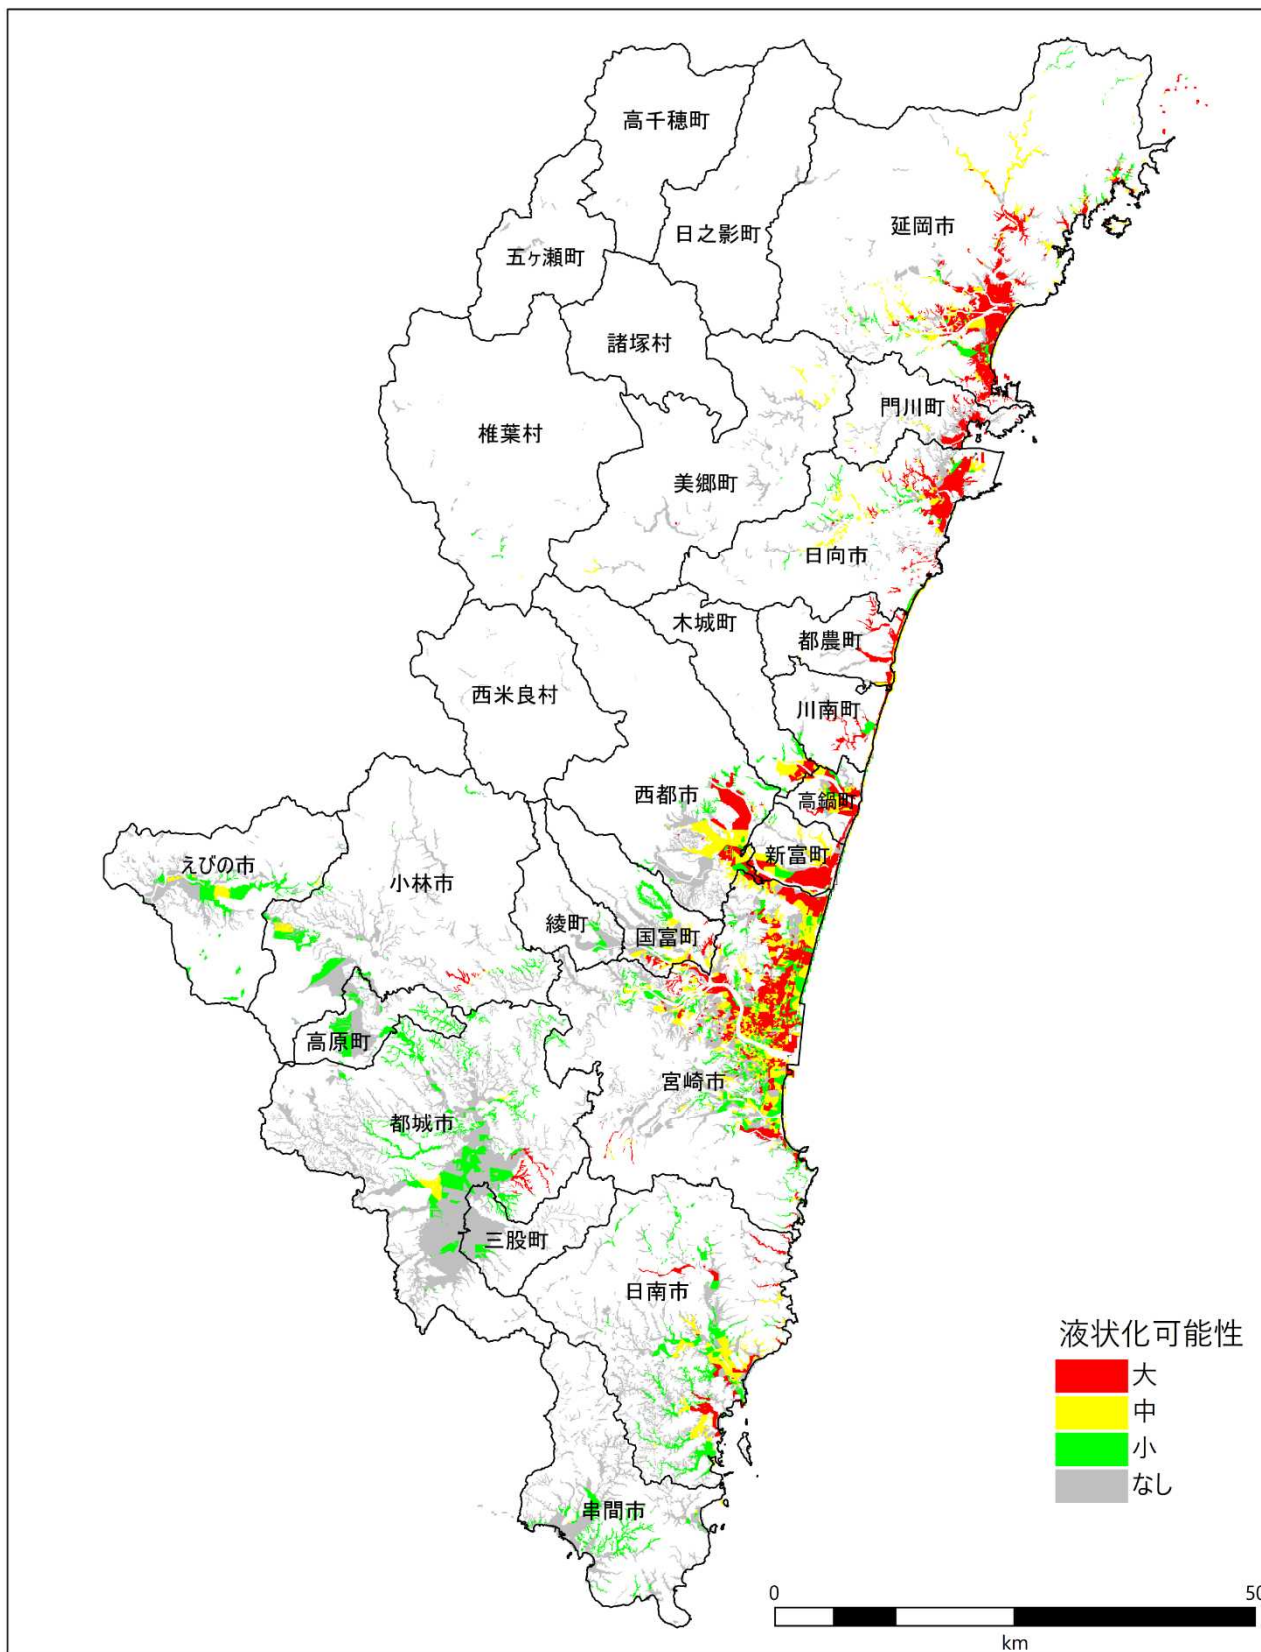 高千穂町
延岡市
日之影町
五ヶ瀬町
諸塚村
門川町
椎葉村
美郷町
日向市
木城町
都農町
西米良村
川南町
西都市
高鍋町
新富町
えびの市
小林市
綾町
国富町
高原町
宮崎市
都城市
三股町
日南市
串間市
液状化可能性
大
中
小
なし
0 50
km